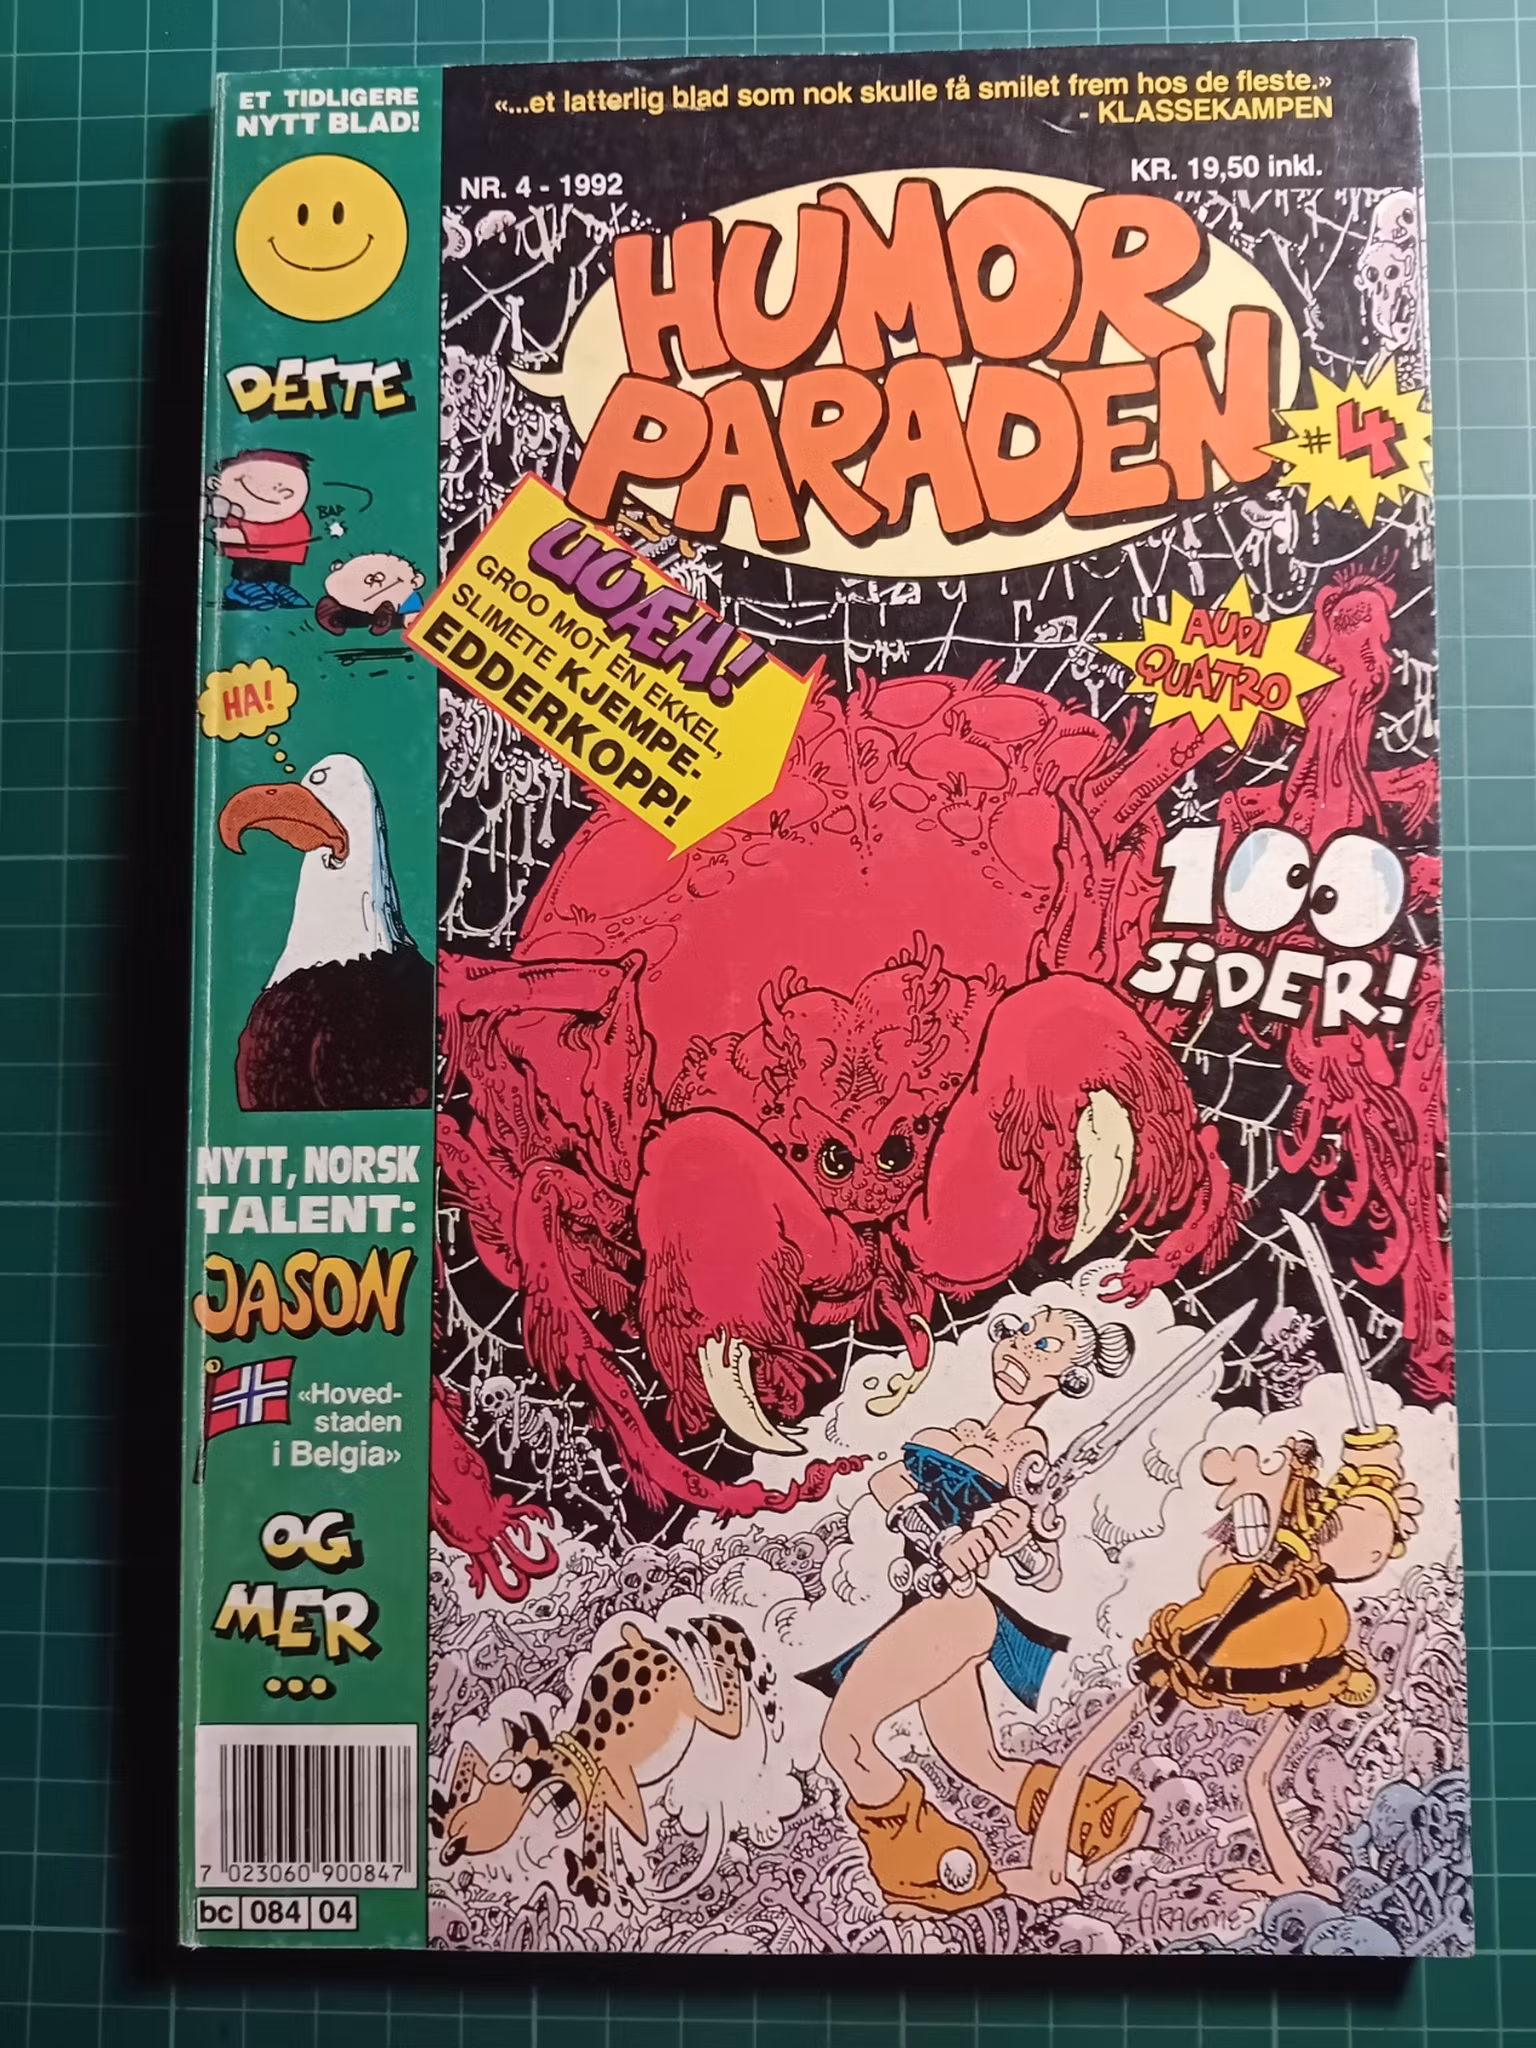 ET TIDLIGERE
NYTT BLAD!
«...et latterlig blad som nok skulle få smilet frem hos de fleste.»
- KLASSEKAMPEN
NR. 4 - 1992
KR. 19,50 inkl.
HUMOR
PARADEN
# 4
DETTE
BAP
HA!
UUÆH!
GROO MOT EN EKKEL,
SLIMETE KJEMPE-
EDDERKOPP!
AUDI
QUATRO
100
SIDER!
NYTT, NORSK
TALENT:
JASON
«Hoved-
staden
i Belgia»
OG
MER
...
7 023060 900847
bc 084 04
ARAGONES